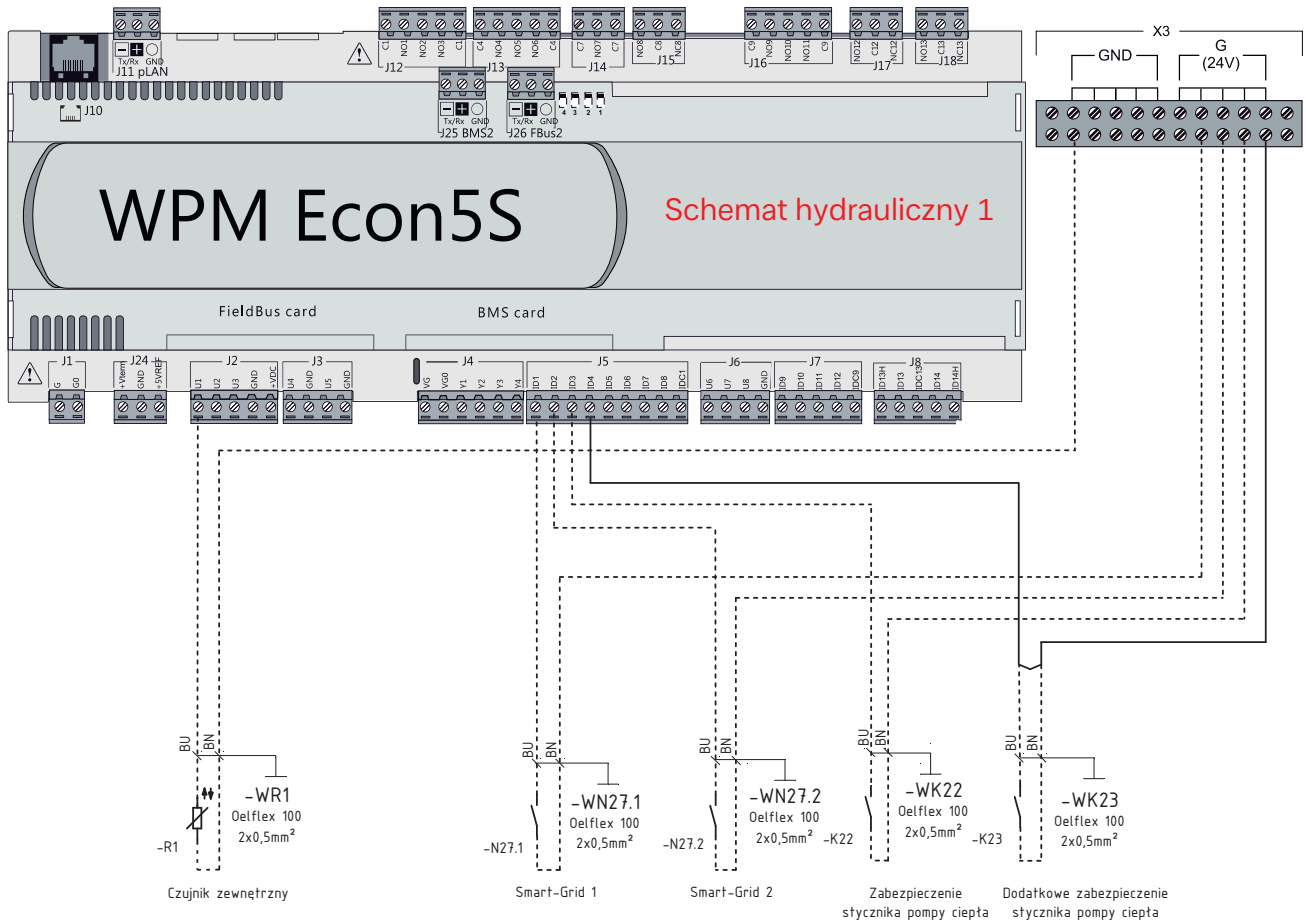 C1 NO1 NO2 NO3 C1
J12
C4 NO4 NO5 NO6 C4
J13
C7 NO7 C7
J14
NO8 C8 NC8
J15
C9 NO9 NO10 NO11 C9
J16
NO12 C12 NC12
J17
NO13 C13 NC13
J18
X3
GND
G
(24V)
Tx/Rx GND
J11 pLAN
J10
Tx/Rx GND
J25 BMS2
Tx/Rx GND
J26 FBus2
4 3 2 1
WPM Econ5S
Schemat hydrauliczny 1
FieldBus card
BMS card
J1
G G0
J24
+Vterm GND +5VREF
J2
U1 U2 U3 GND +VDC
J3
U4 GND U5 GND
J4
VG VG0 Y1 Y2 Y3 Y4
J5
ID1 ID2 ID3 ID4 ID5 ID6 ID7 ID8 IDC1
J6
U6 U7 U8 GND
J7
ID9 ID10 ID11 ID12 IDC9
J8
ID13H ID13 IDC13 ID14 ID14H
BU BN
-WR1
Oelflex 100
2x0,5mm²
-R1
Czujnik zewnętrzny
BU BN
-WN27.1
Oelflex 100
2x0,5mm²
-N27.1
Smart-Grid 1
BU BN
-WN27.2
Oelflex 100
2x0,5mm²
-N27.2
Smart-Grid 2
BU BN
-WK22
Oelflex 100
2x0,5mm²
-K22
Zabezpieczenie
stycznika pompy ciepła
BU BN
-WK23
Oelflex 100
2x0,5mm²
-K23
Dodatkowe zabezpieczenie
stycznika pompy ciepła